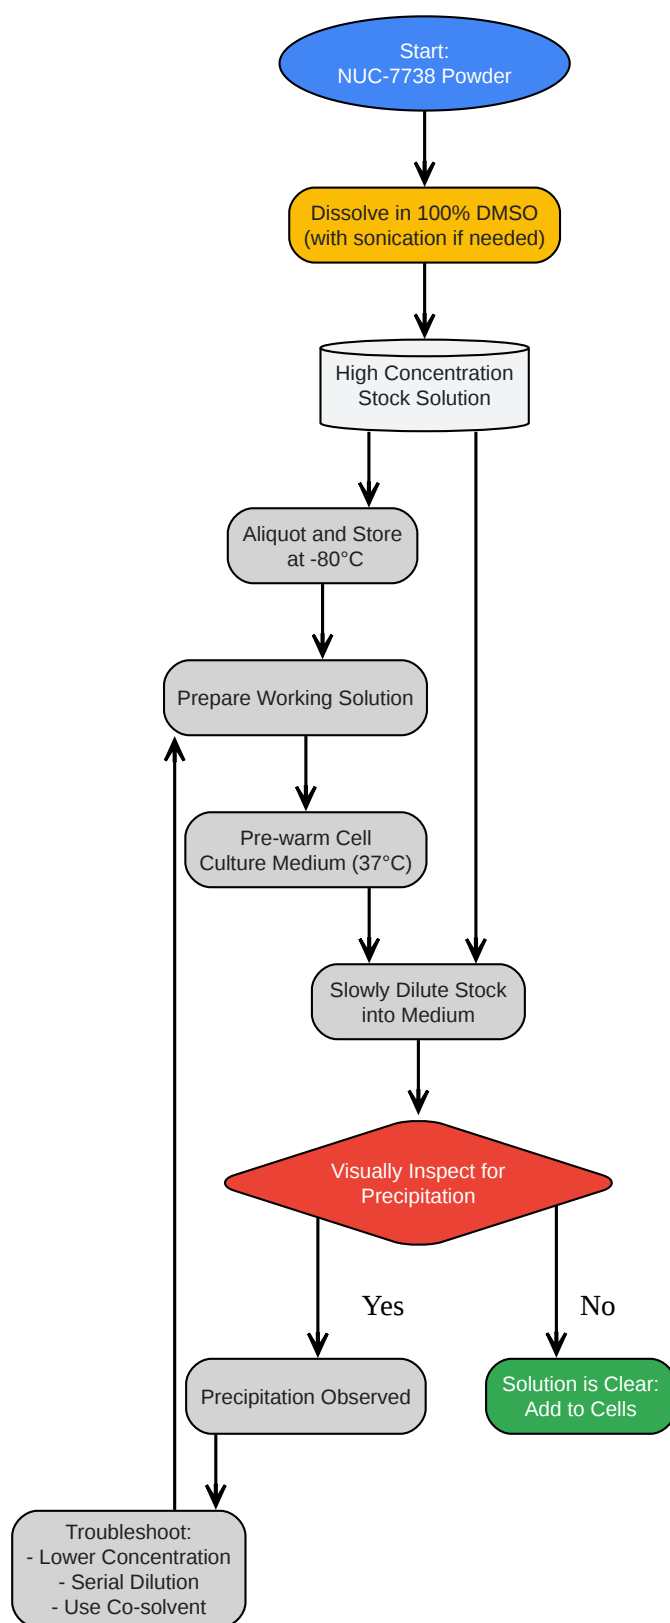 Start:
NUC-7738 Powder
Dissolve in 100% DMSO
(with sonication if needed)
High Concentration
Stock Solution
Aliquot and Store
at -80°C
Prepare Working Solution
Pre-warm Cell
Culture Medium (37°C)
Slowly Dilute Stock
into Medium
Visually Inspect for
Precipitation
Yes
No
Precipitation Observed
Solution is Clear:
Add to Cells
Troubleshoot:
- Lower Concentration
- Serial Dilution
- Use Co-solvent